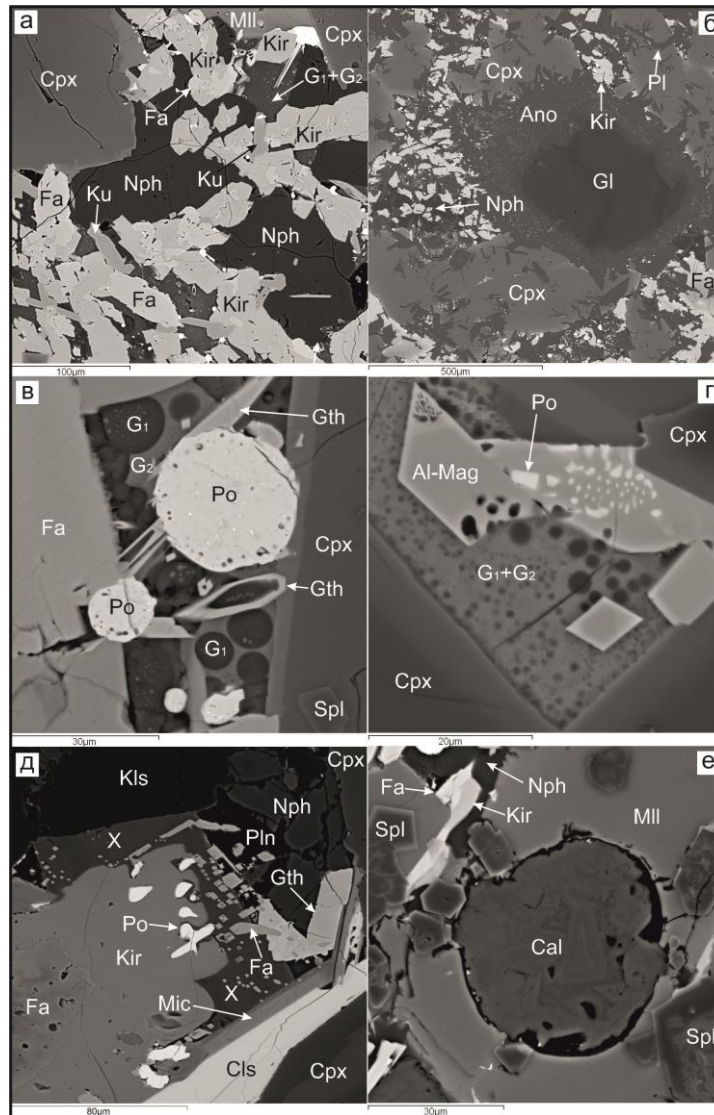 а
Mll
Kir
Kir
Cpx
Cpx
Fa
G₁+G₂
Kir
Nph
Ku
Fa
Ku
Nph
Fa
Kir
100µm
б
Cpx
Pl
Ano
Kir
Gl
Nph
Cpx
Fa
500µm
в
Gth
G₁
G₂
Po
Fa
Cpx
Po
Gth
G₁
Spl
30µm
г
Po
Cpx
Al-Mag
G₁+G₂
Cpx
20µm
д
Kls
Cpx
Nph
X
Pln
Gth
Po
Kir
Fa
Fa
X
Mic
Cls
Cpx
80µm
е
Nph
Fa
Kir
Mll
Spl
Cal
Spl
30µm